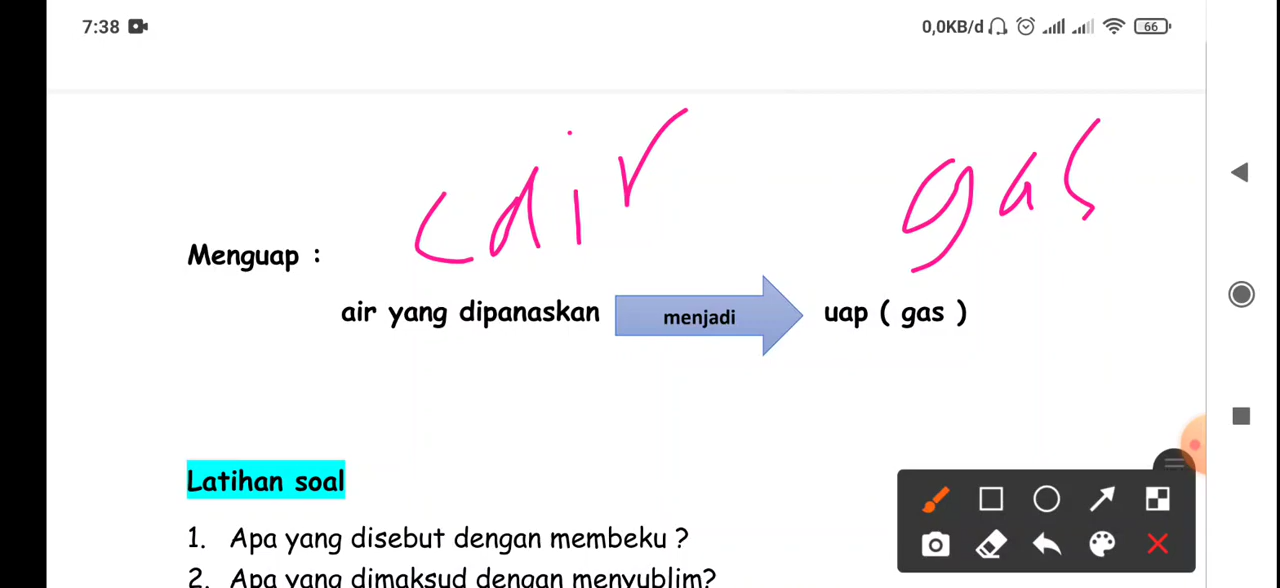 7:38 0,0KB/d 66
cair gas
Menguap :
air yang dipanaskan menjadi uap ( gas )
Latihan soal
1. Apa yang disebut dengan membeku ?
2. Apa yang dimaksud dengan menyublim?